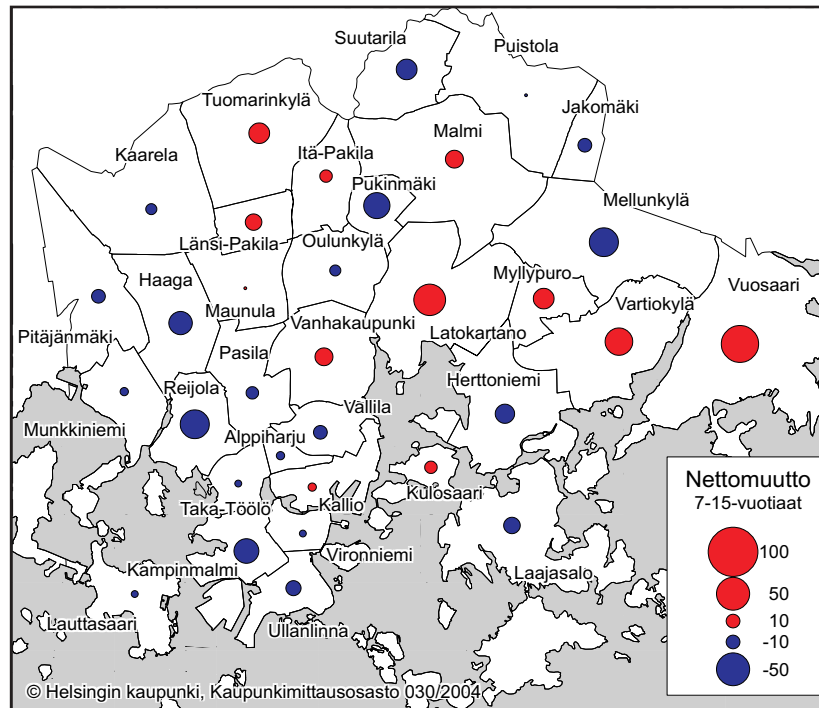 Suutarila
Puistola
Tuomarinkylä
Jakomäki
Malmi
Itä-Pakila
Kaarela
Pukinmäki
Mellunkylä
Länsi-Pakila
Oulunkylä
Haaga
Myllypuro
Vuosaari
Maunula
Vartiokylä
Pitäjänmäki
Vanhakaupunki
Latokartano
Pasila
Reijola
Herttoniemi
Vallila
Munkkiniemi
Alppiharju
Kulosaari
Taka-Töölö
Kallio
Vironniemi
Kampinmalmi
Laajasalo
Lauttasaari
Ullanlinna
Nettomuutto
7-15-vuotiaat
100
50
10
-10
-50
© Helsingin kaupunki, Kaupunkimittausosasto 030/2004